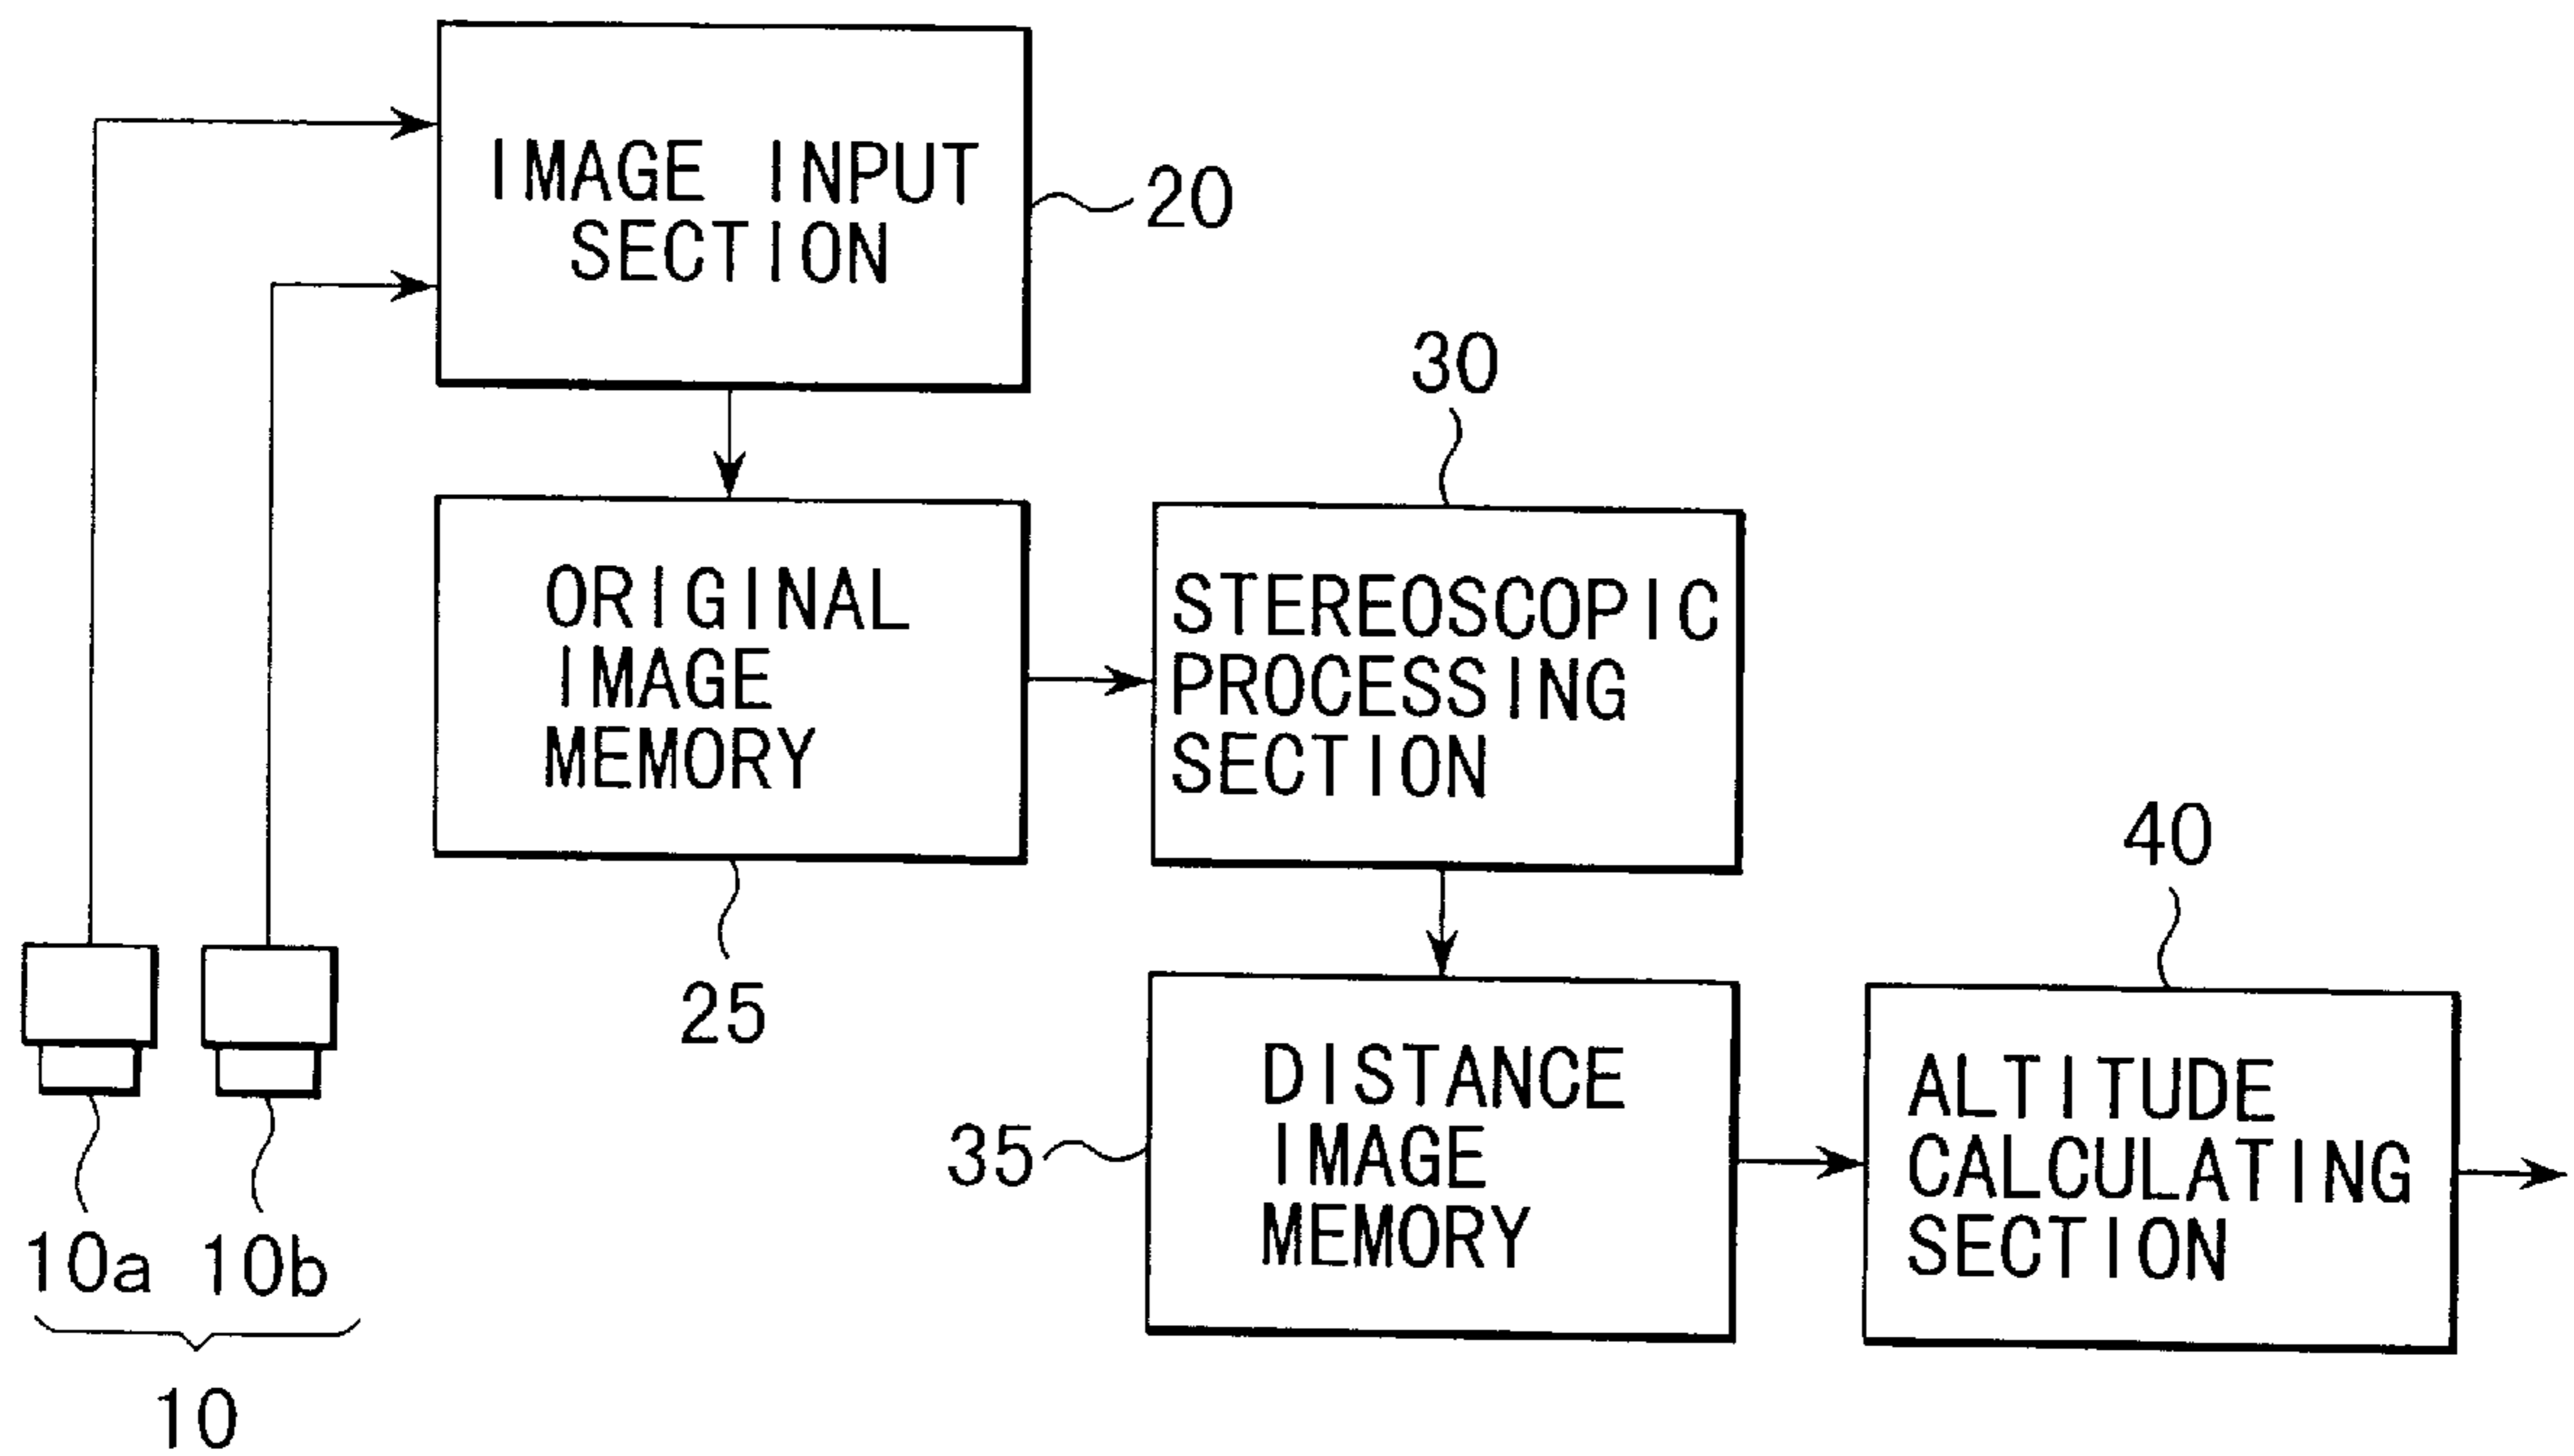 IMAGE INPUT
SECTION
20
30
ORIGINAL
IMAGE
MEMORY
25
STEREOSCOPIC
PROCESSING
SECTION
40
35
DISTANCE
IMAGE
MEMORY
ALTITUDE
CALCULATING
SECTION
10a 10b
10